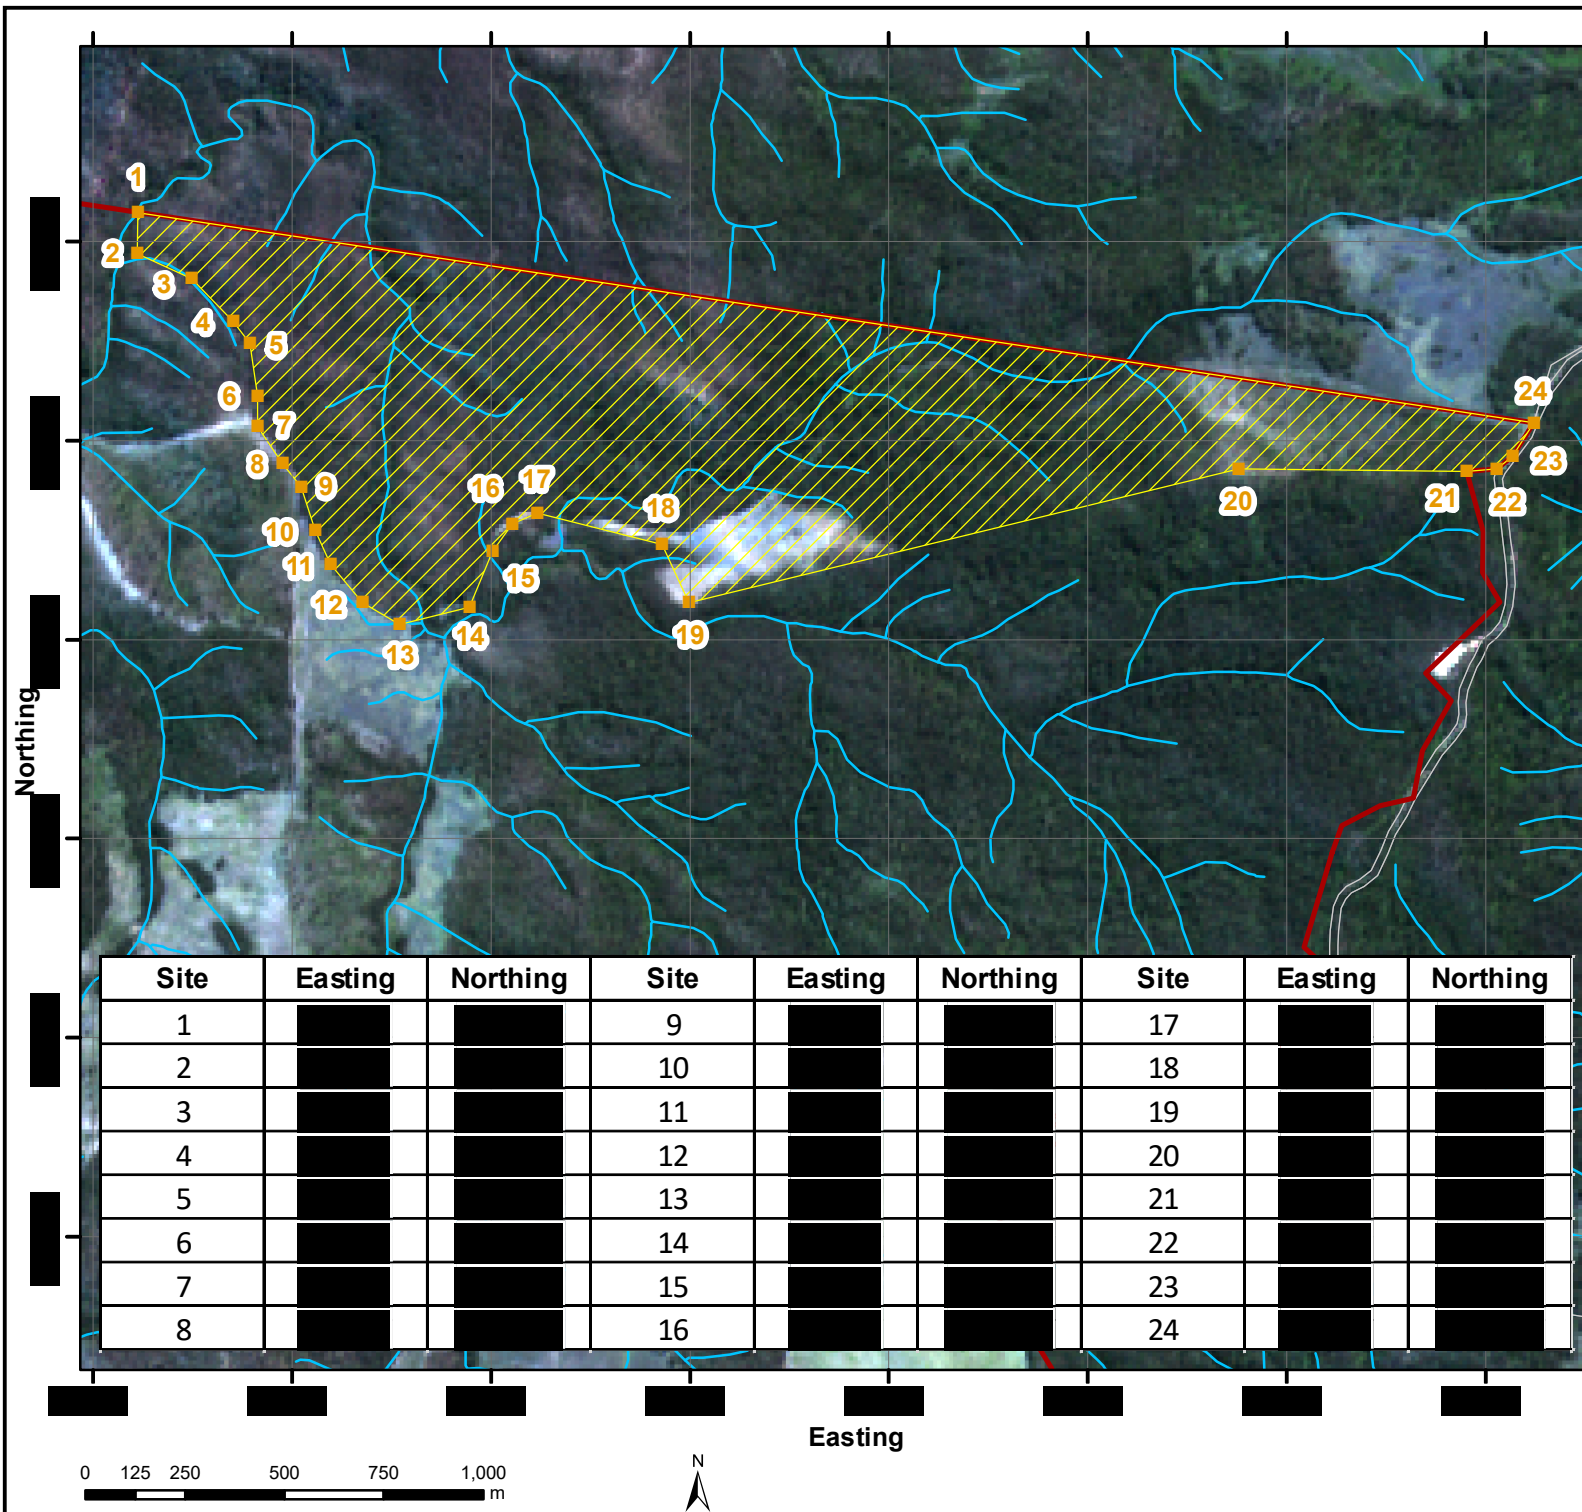 1
2
3
4
5
6
7
8
9
10
11
12
13
14
15
16
17
18
19
20
21
22
23
24
Northing
Site Easting Northing Site Easting Northing Site Easting Northing
1 9 17
2 10 18
3 11 19
4 12 20
5 13 21
6 14 22
7 15 23
8 16 24
Easting
0 125 250 500 750 1,000
m
N